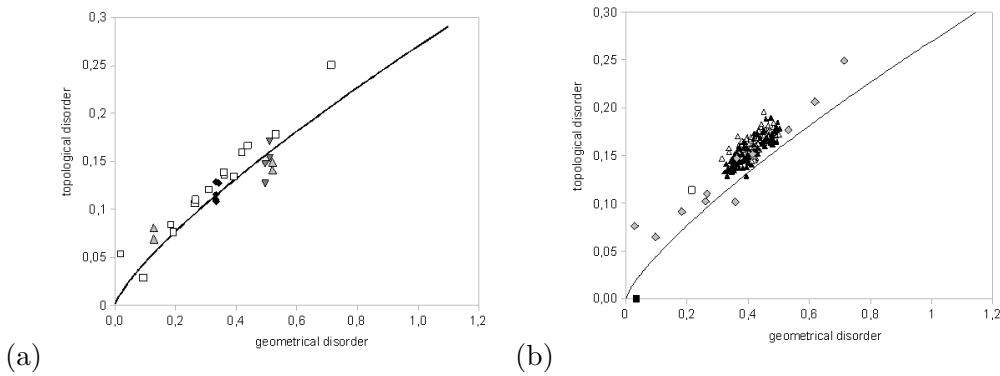 0,3
0,25
0,2
0,15
0,1
0,05
0
topological disorder
0,0 0,2 0,4 0,6 0,8 1,0 1,2
geometrical disorder
(a)
0,30
0,25
0,20
0,15
0,10
0,05
0,00
topological disorder
0 0,2 0,4 0,6 0,8 1 1,2
geometrical disorder
(b)